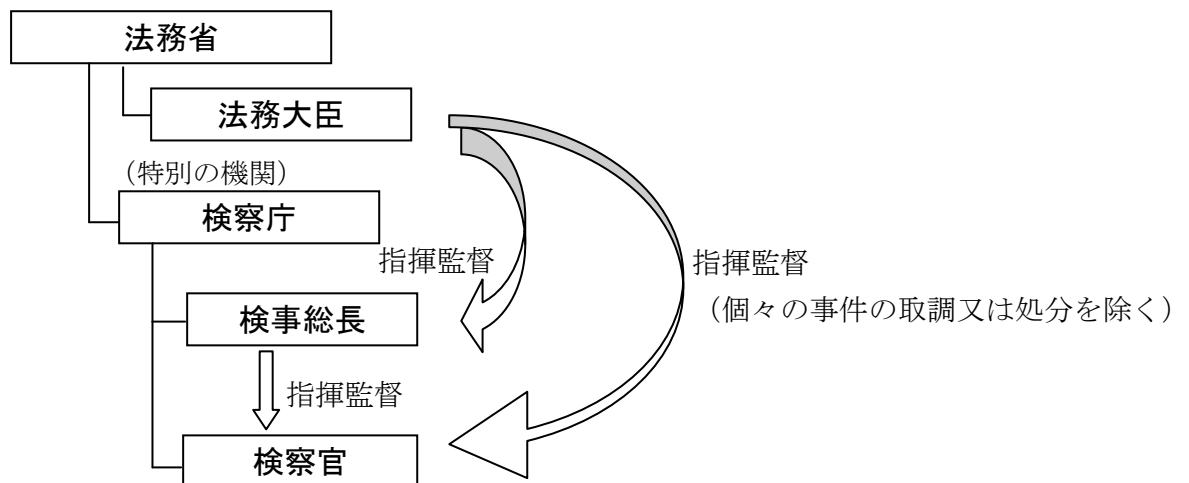 法務省
法務大臣
（特別の機関）
検察庁
指揮監督
指揮監督
（個々の事件の取調又は処分を除く）
検事総長
指揮監督
検察官